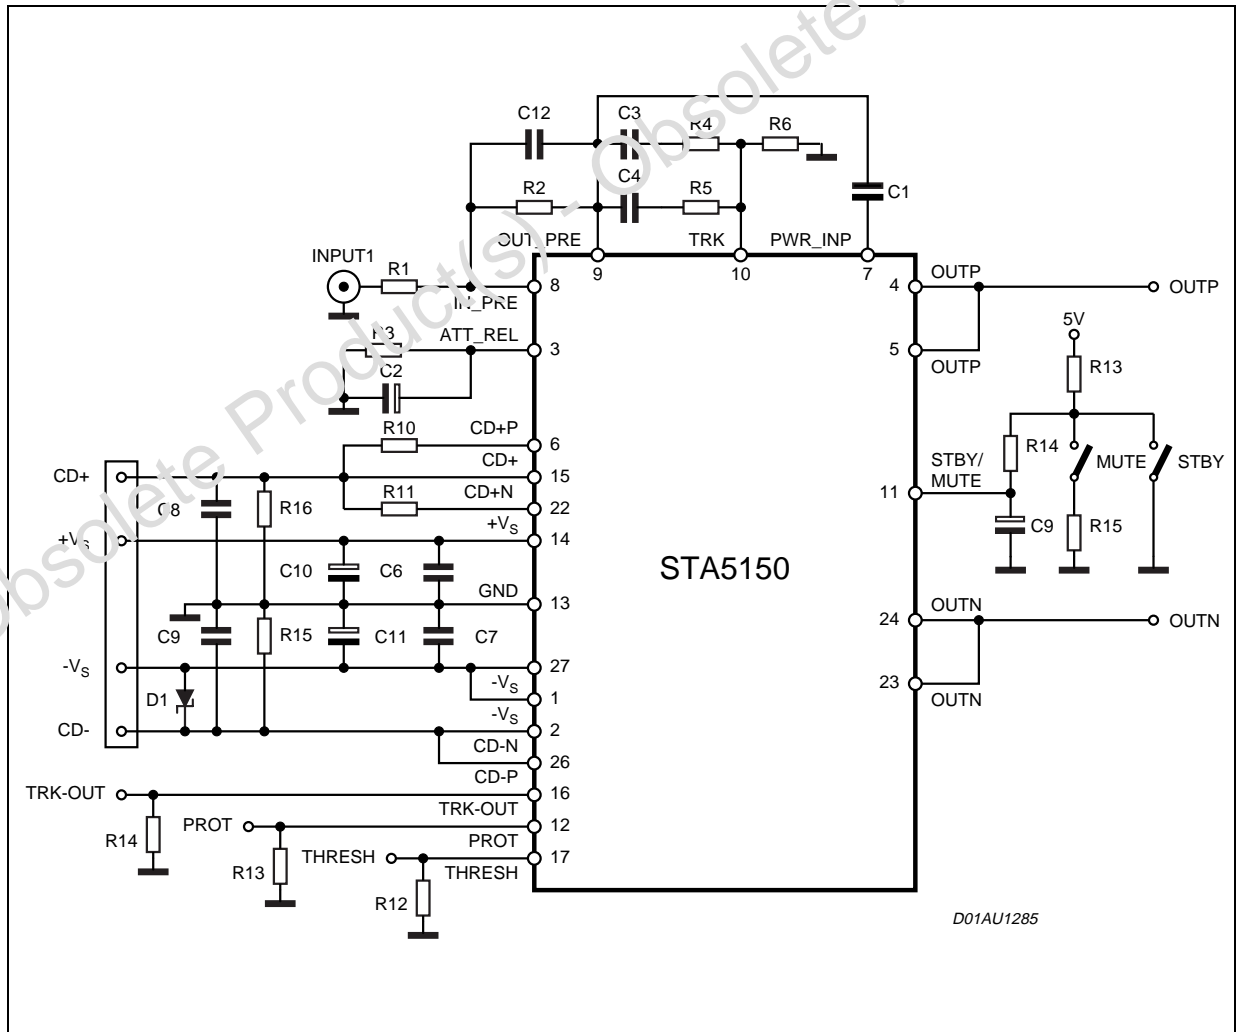 Obsolete Product(s) - Obsolete
C12
C3
R4
R6
C4
R2
R5
C1
OUT_PRE
TRK
PWR_INP
INPUT1
R1
9
10
7
8
IN_PRE
4
OUTP
OUTP
R3
ATT_REL
3
5
OUTP
C2
5V
R13
R10
CD+P
6
CD+
CD+
15
R14
MUTE
STBY
STBY/
MUTE
11
R11
CD+N
22
C8
R16
+VS
+VS
14
C9
R15
C10
C6
STA5150
GND
13
OUTN
24
OUTN
C9
R15
C11
C7
-VS
27
23
OUTN
-VS
1
D1
-VS
CD-
2
CD-N
26
CD-P
TRK-OUT
16
TRK-OUT
PROT
12
R14
PROT
THRESH
17
R13
THRESH
R12
D01AU1285